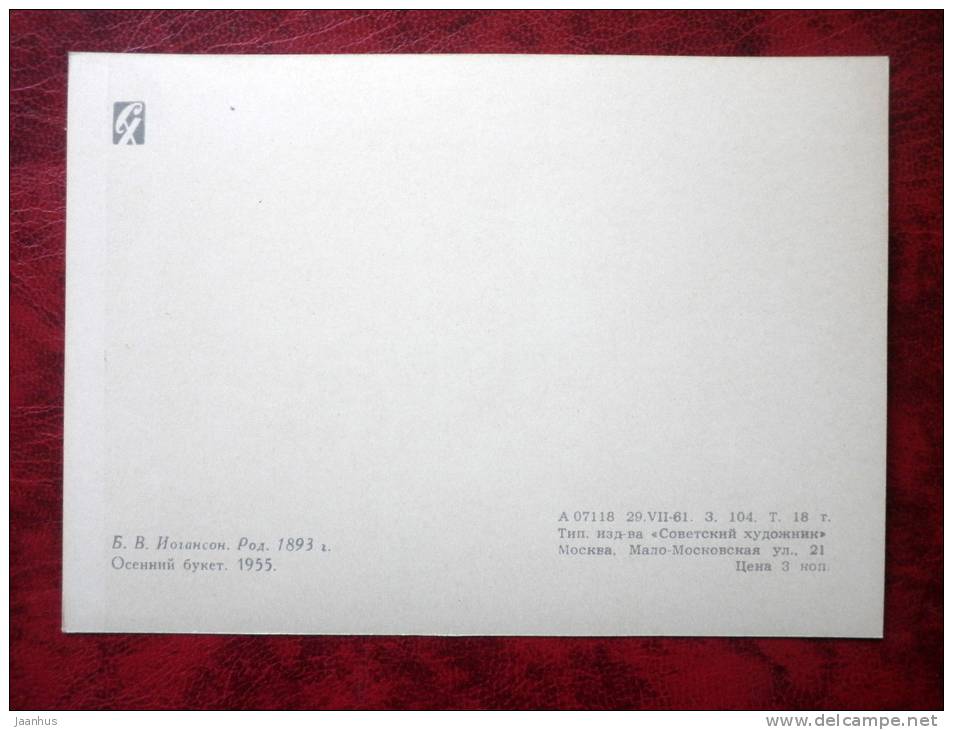 СХ
Б. В. Иогансон. Род. 1893 г.
Осенний букет. 1955.
А 07118 29.VII-61. З. 104. Т. 18 т.
Тип. изд-ва «Советский художник»
Москва, Мало-Московская ул., 21
Цена 3 коп.
Jaanhus
www.delcampe.net